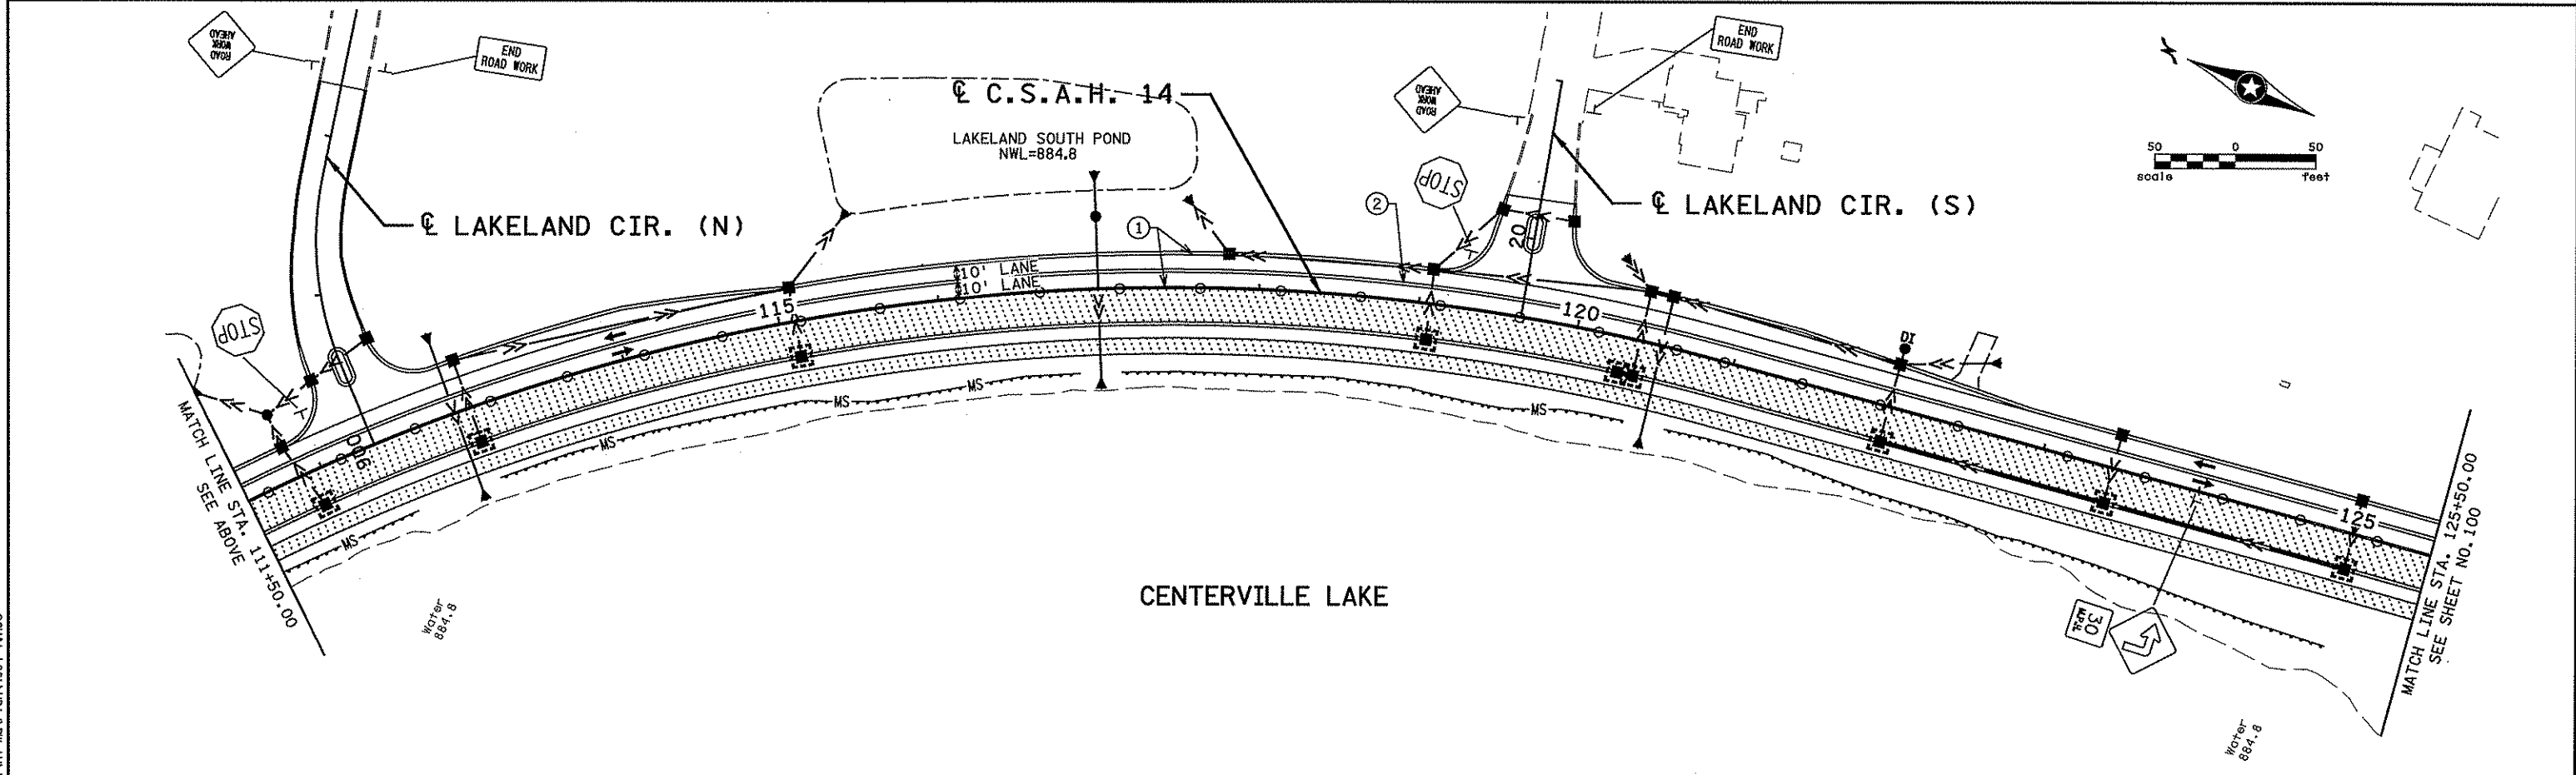 ROAD
WORK
AHEAD
END
ROAD WORK
℄ C.S.A.H. 14
LAKELAND SOUTH POND
NWL=884.8
ROAD
WORK
AHEAD
END
ROAD WORK
50 0 50
scale feet
STOP
℄ LAKELAND CIR. (N)
℄ LAKELAND CIR. (S)
1
2
20
10' LANE
10' LANE
115
120
STOP
DI
MATCH LINE STA. 111+50.00
SEE ABOVE
900
MS
MS
MS
MS
MS
125
MATCH LINE STA. 125+50.00
SEE SHEET NO. 100
CENTERVILLE LAKE
Water
884.8
30
M.P.H.
Water
884.8